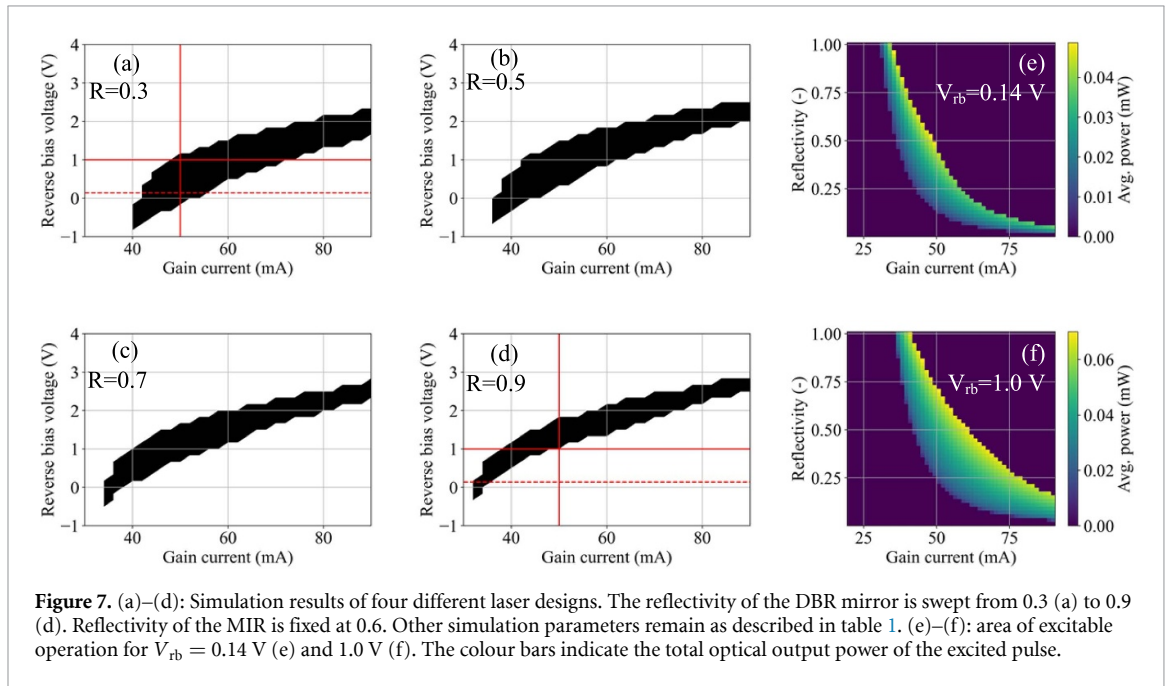 (a)
R=0.3
Reverse bias voltage (V)
4
3
2
1
0
−1
40
60
80
Gain current (mA)
(b)
R=0.5
Reverse bias voltage (V)
4
3
2
1
0
−1
40
60
80
Gain current (mA)
(e)
V_rb=0.14 V
Reflectivity (-)
1.00
0.75
0.50
0.25
25
50
75
Gain current (mA)
0.04
0.03
0.02
0.01
0.00
Avg. power (mW)
(c)
R=0.7
Reverse bias voltage (V)
4
3
2
1
0
−1
40
60
80
Gain current (mA)
(d)
R=0.9
Reverse bias voltage (V)
4
3
2
1
0
−1
40
60
80
Gain current (mA)
(f)
V_rb=1.0 V
Reflectivity (-)
1.00
0.75
0.50
0.25
25
50
75
Gain current (mA)
0.06
0.04
0.02
0.00
Avg. power (mW)
Figure 7. (a)–(d): Simulation results of four different laser designs. The reflectivity of the DBR mirror is swept from 0.3 (a) to 0.9
(d). Reflectivity of the MIR is fixed at 0.6. Other simulation parameters remain as described in table 1. (e)–(f): area of excitable
operation for V_rb = 0.14 V (e) and 1.0 V (f). The colour bars indicate the total optical output power of the excited pulse.